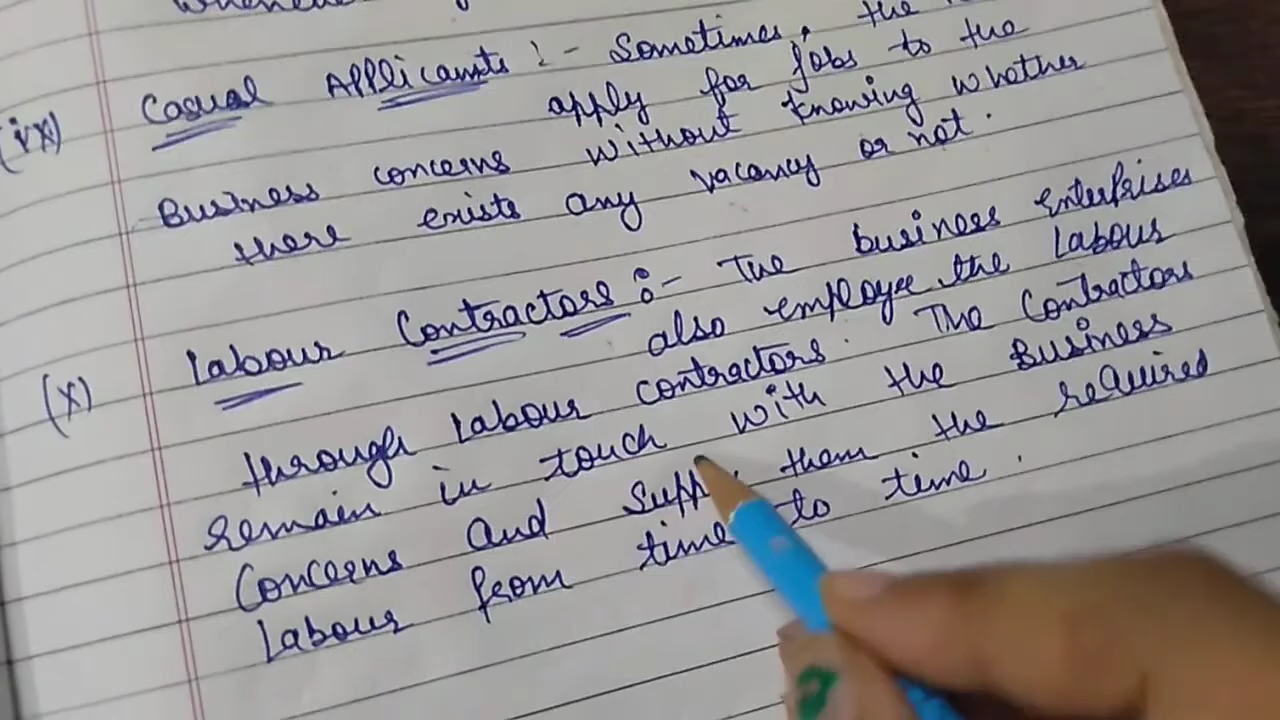 (ix) Casual Applicants :- Sometimes, the
apply for jobs to the
Business concerns without knowing whether
there exists any vacancy or not.
(x) Labour Contractors :- The business enterprises
also employee the Labour
through labour contractors. The Contractors
remain in touch with the Business
Concerns and them the required
Labour from time to time.